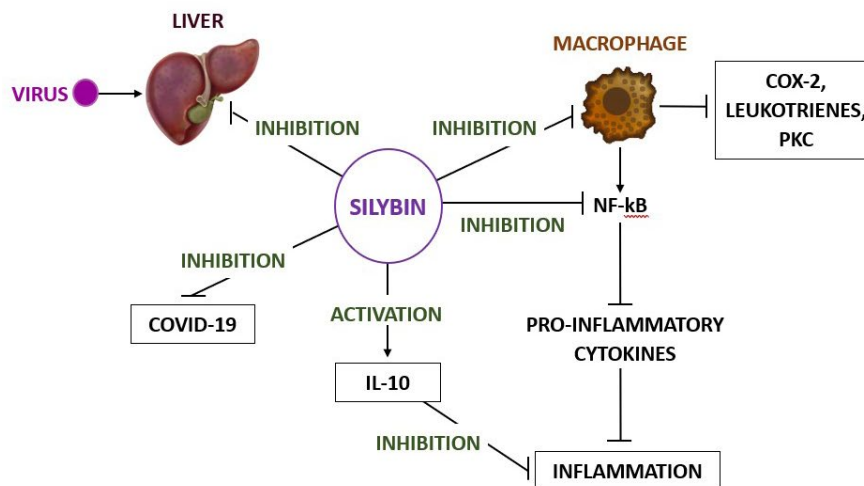 LIVER
MACROPHAGE
VIRUS
COX-2,
LEUKOTRIENES,
PKC
INHIBITION
INHIBITION
SILYBIN
NF-kB
INHIBITION
INHIBITION
COVID-19
ACTIVATION
PRO-INFLAMMATORY
CYTOKINES
IL-10
INHIBITION
INFLAMMATION